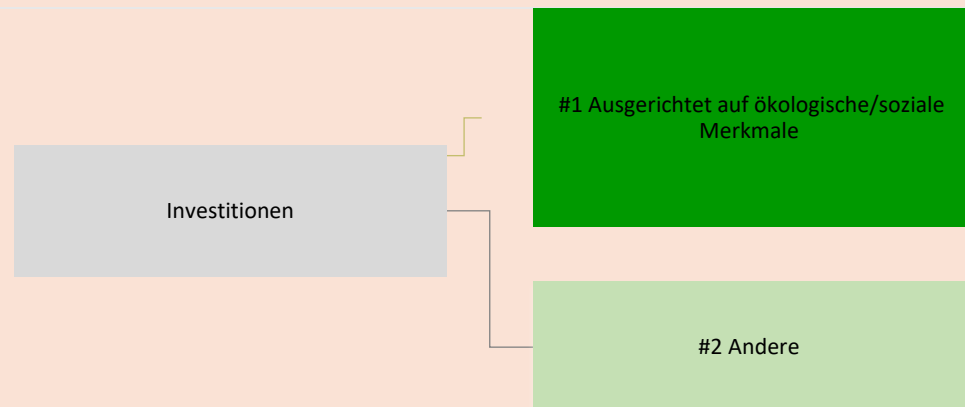 #1 Ausgerichtet auf ökologische/soziale
Merkmale
Investitionen
#2 Andere